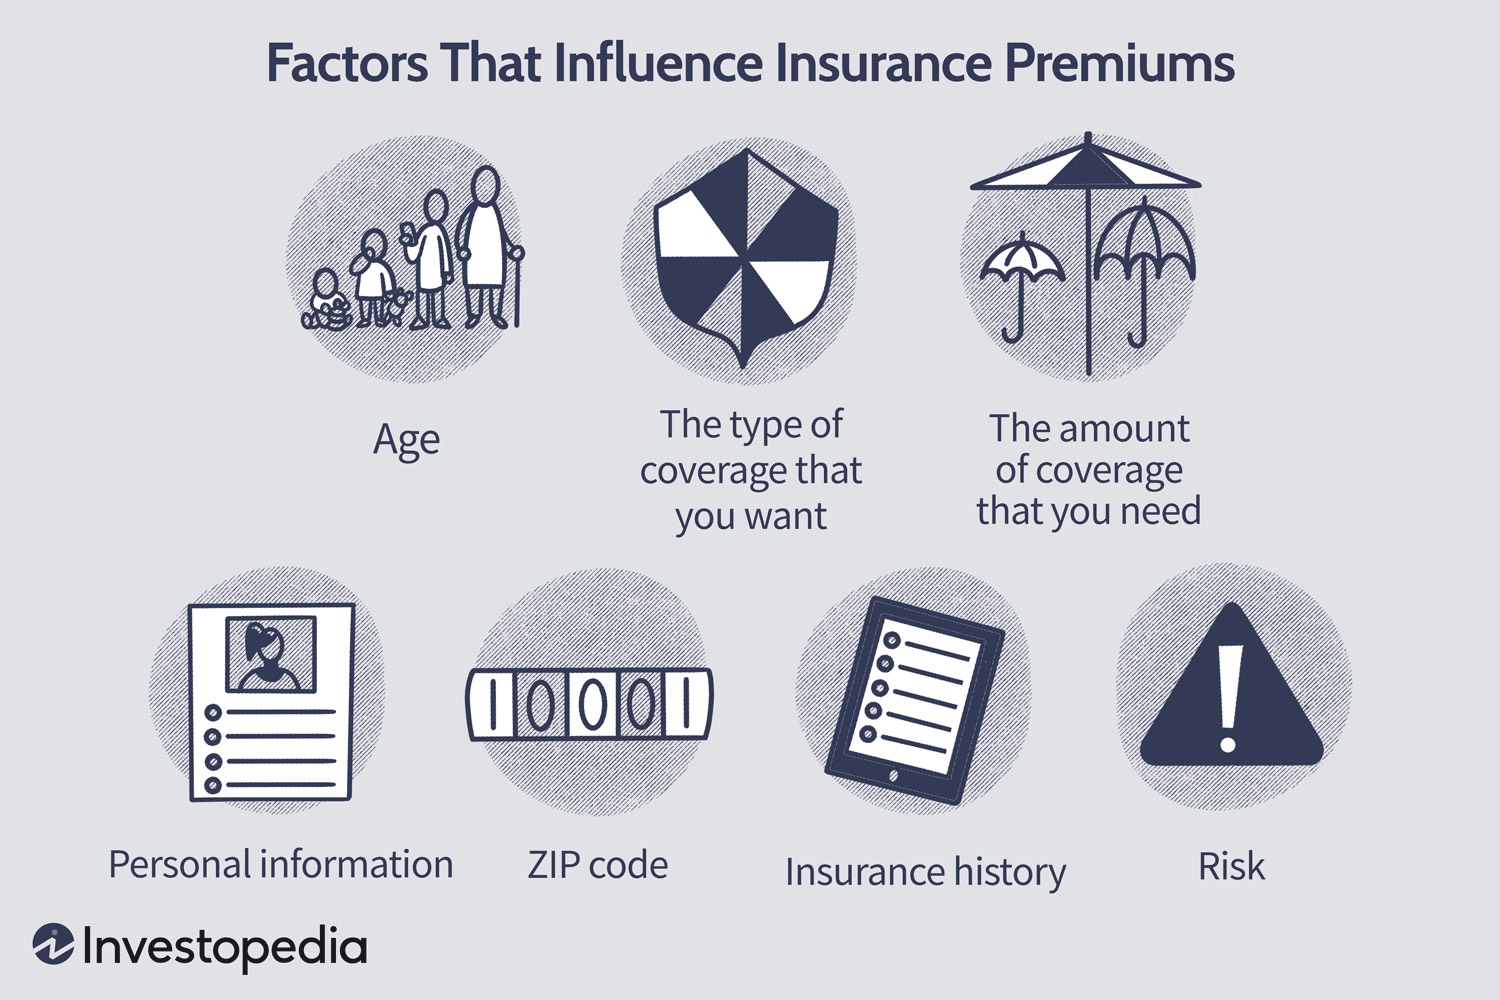 Factors That Influence Insurance Premiums
Age
The type of
coverage that
you want
The amount
of coverage
that you need
10001
Personal information
ZIP code
Insurance history
Risk
Investopedia